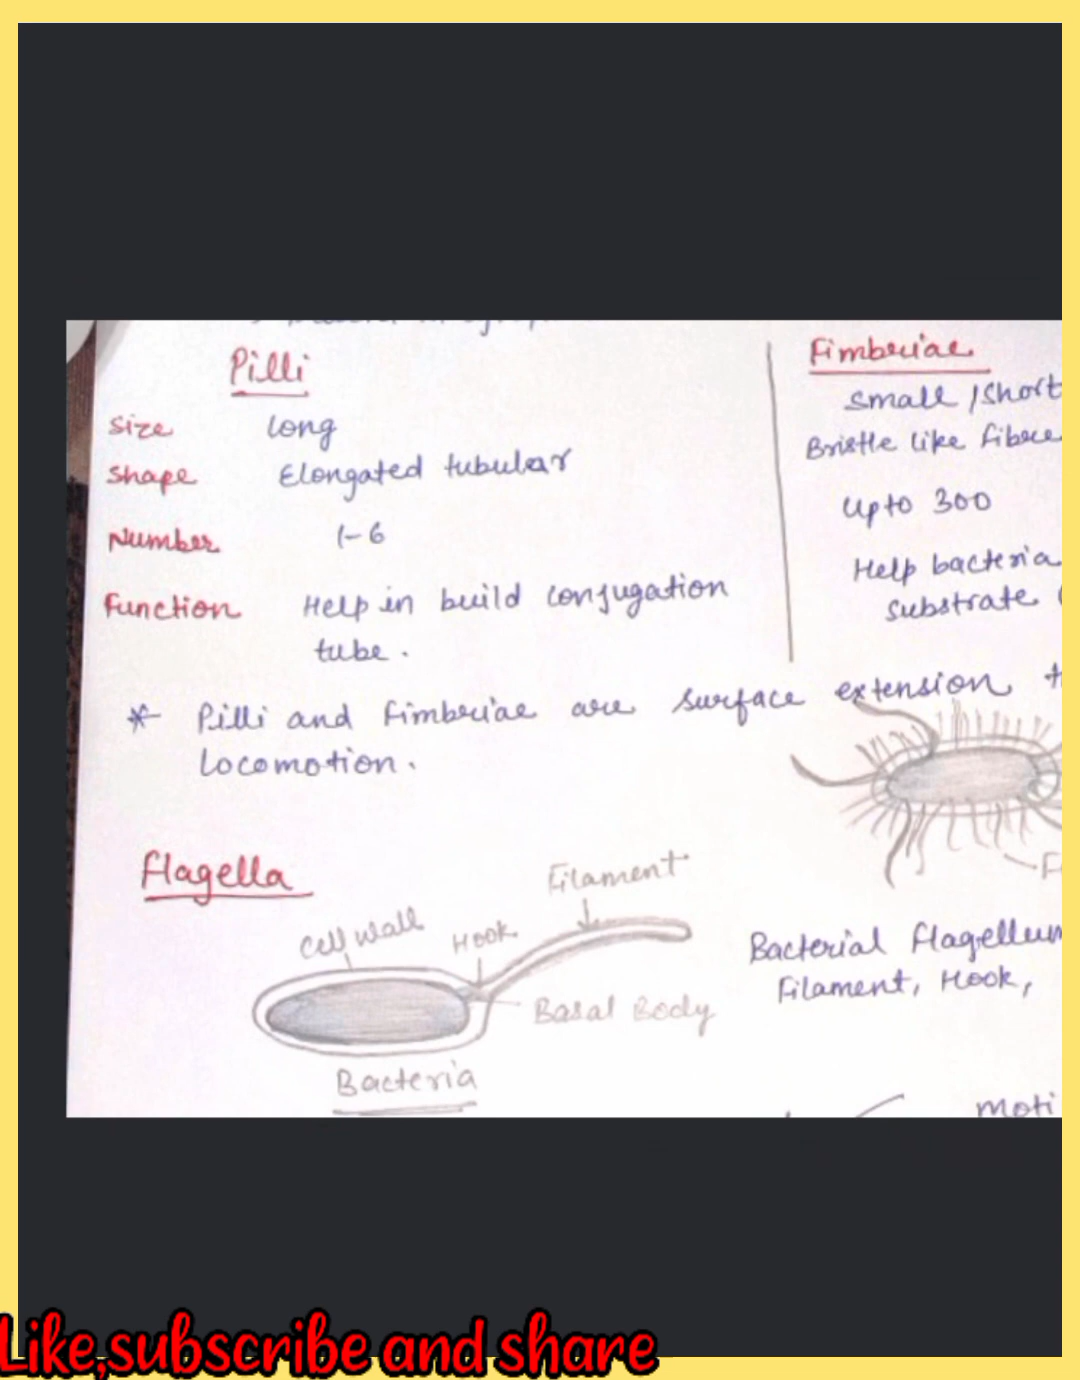 Pilli
Fimbriae
Size Long
Small / Short
Shape Elongated tubular
Bristle like fibre
Number 1-6
Upto 300
Function Help in build conjugation
tube.
Help bacteria
substrate
* Pilli and fimbriae are surface extension
Locomotion.
Flagella
Filament
Cell wall
Hook
Basal Body
Bacteria
Bacterial flagellum
Filament, Hook,
Moti
Like,subscribe and share